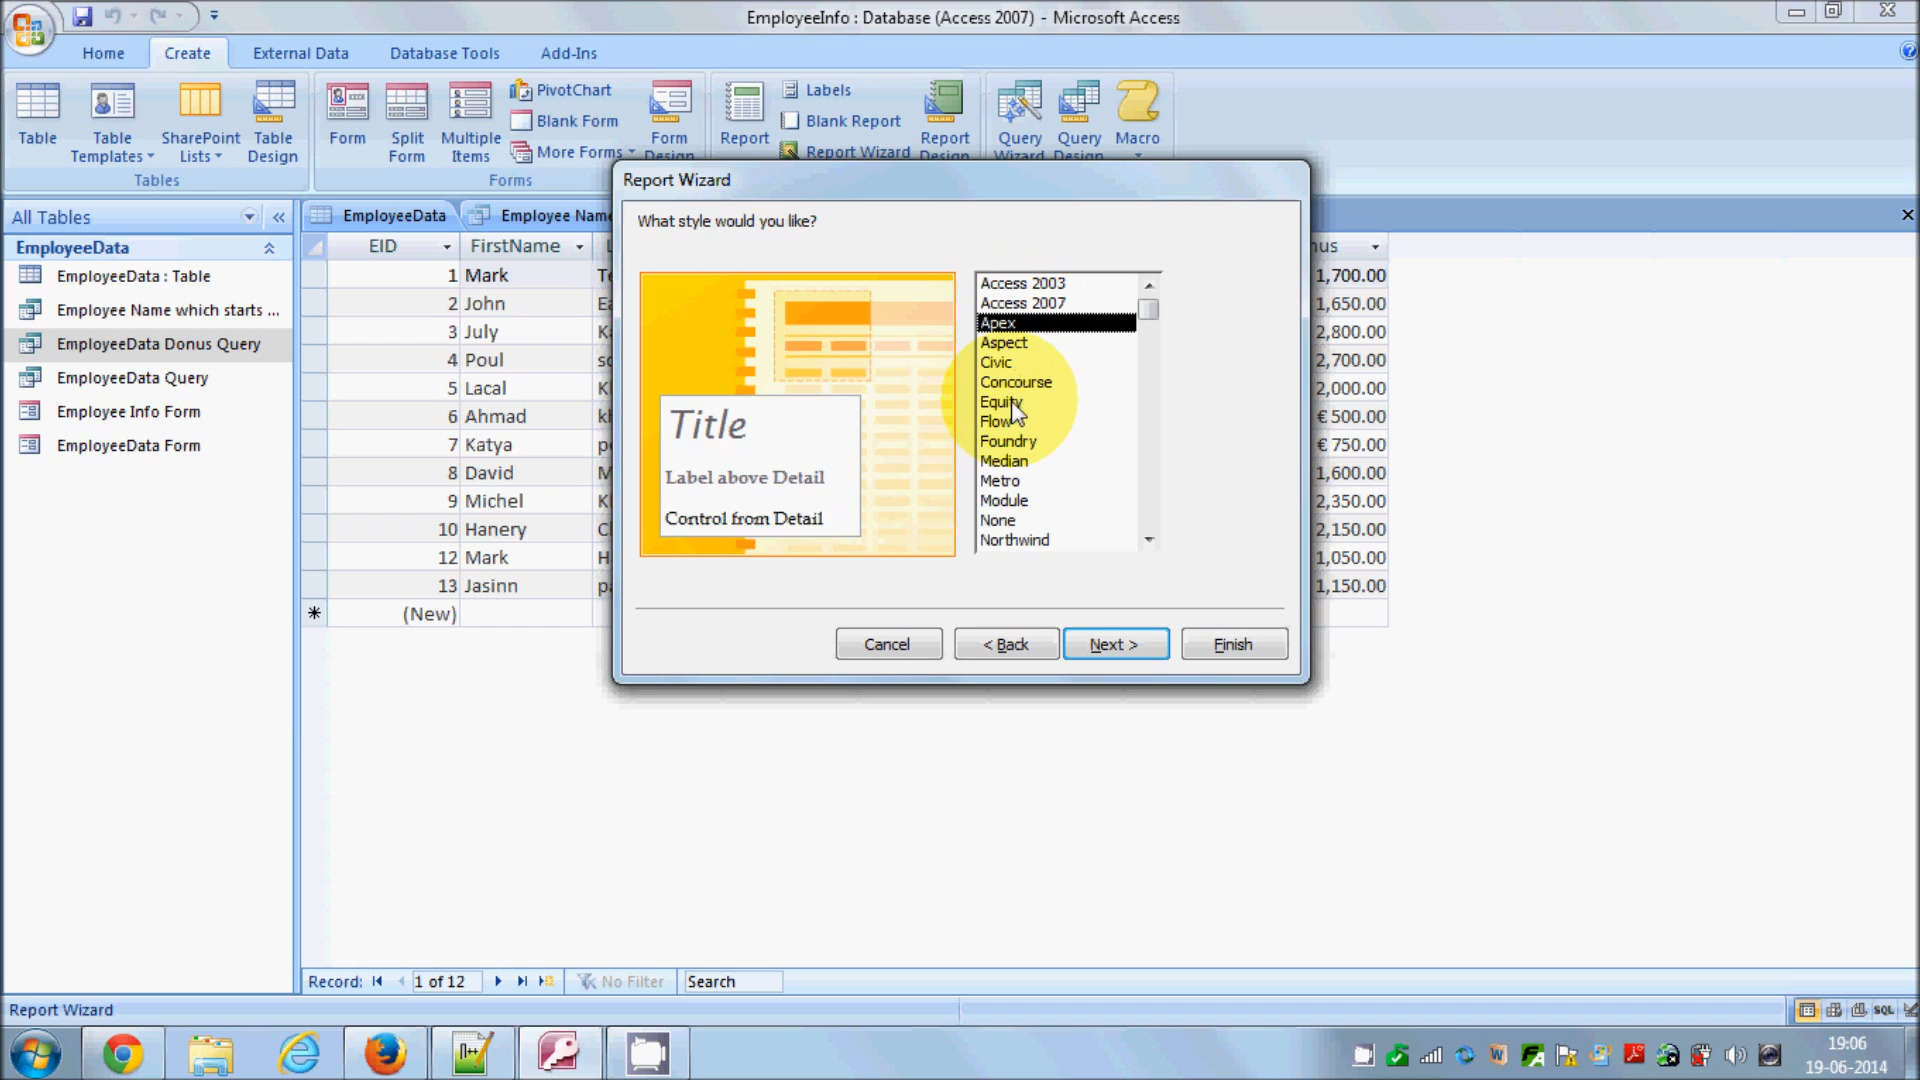 EmployeeInfo : Database (Access 2007) - Microsoft Access
Home Create External Data Database Tools Add-Ins
Table
Table Templates
SharePoint Lists
Table Design
Tables
Form
Split Form
Multiple Items
PivotChart
Blank Form
More Forms
Form Design
Forms
Report
Labels
Blank Report
Report Wizard
Report Design
Query Wizard
Query Design
Macro
All Tables
EmployeeData
EmployeeData : Table
Employee Name which starts ...
EmployeeData Donus Query
EmployeeData Query
Employee Info Form
EmployeeData Form
EmployeeData Employee Name
EID FirstName
1 Mark 1,700.00
2 John 1,650.00
3 July 2,800.00
4 Poul 2,700.00
5 Lacal 2,000.00
6 Ahmad € 500.00
7 Katya € 750.00
8 David 1,600.00
9 Michel 2,350.00
10 Hanery 2,150.00
12 Mark 1,050.00
13 Jasinn 1,150.00
* (New)
Report Wizard
What style would you like?
Title
Label above Detail
Control from Detail
Access 2003
Access 2007
Apex
Aspect
Civic
Concourse
Equity
Flow
Foundry
Median
Metro
Module
None
Northwind
Cancel < Back Next > Finish
Record: 1 of 12 No Filter Search
Report Wizard
SQL
19:06
19-06-2014